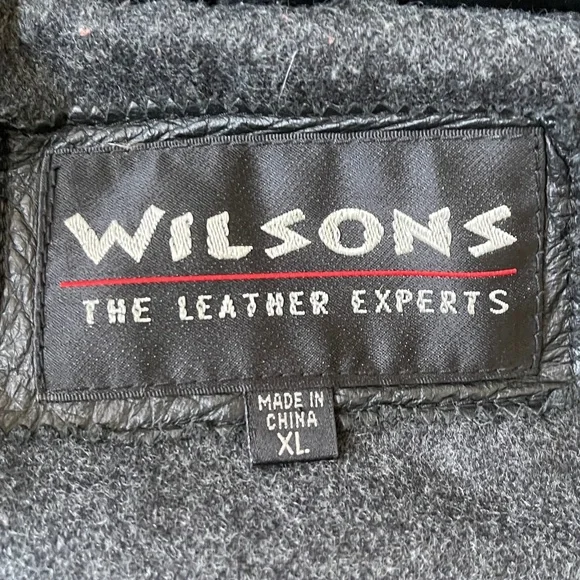 WILSONS
THE LEATHER EXPERTS
MADE IN
CHINA
XL